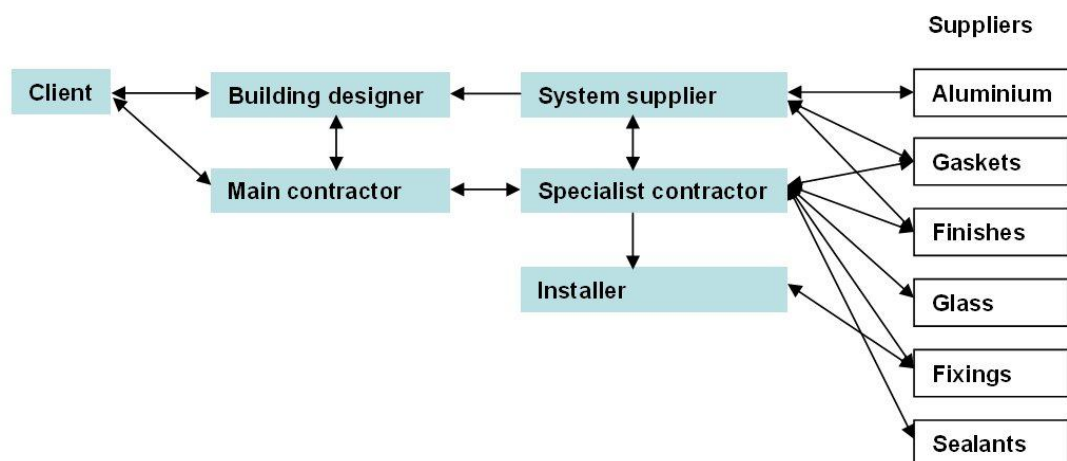 Suppliers
Client
Building designer
System supplier
Aluminium
Gaskets
Main contractor
Specialist contractor
Finishes
Installer
Glass
Fixings
Sealants